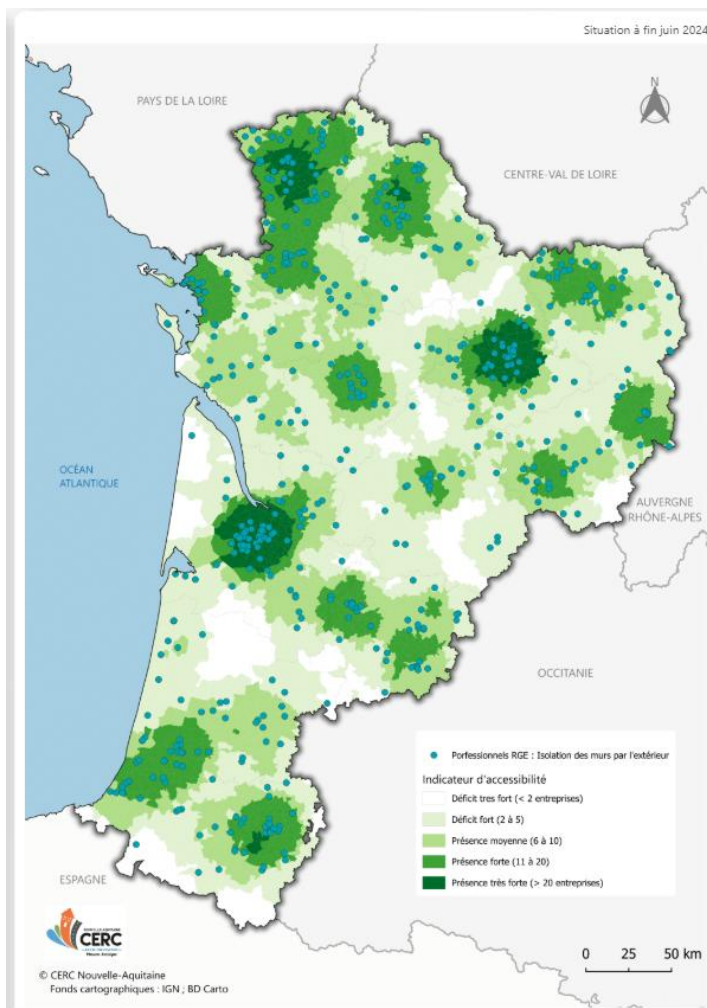 Situation à fin juin 2024
PAYS DE LA LOIRE
N
CENTRE-VAL DE LOIRE
OCÉAN
ATLANTIQUE
AUVERGNE
RHÔNE-ALPES
OCCITANIE
Porfessionnels RGE : Isolation des murs par l'extérieur
Indicateur d'accessibilité
Déficit tres fort (< 2 entreprises)
Déficit fort (2 à 5)
Présence moyenne (6 à 10)
Présence forte (11 à 20)
Présence très forte (> 20 entreprises)
ESPAGNE
NOUVELLE-AQUITAINE
CERC
0 25 50 km
© CERC Nouvelle-Aquitaine
Fonds cartographiques : IGN ; BD Carto